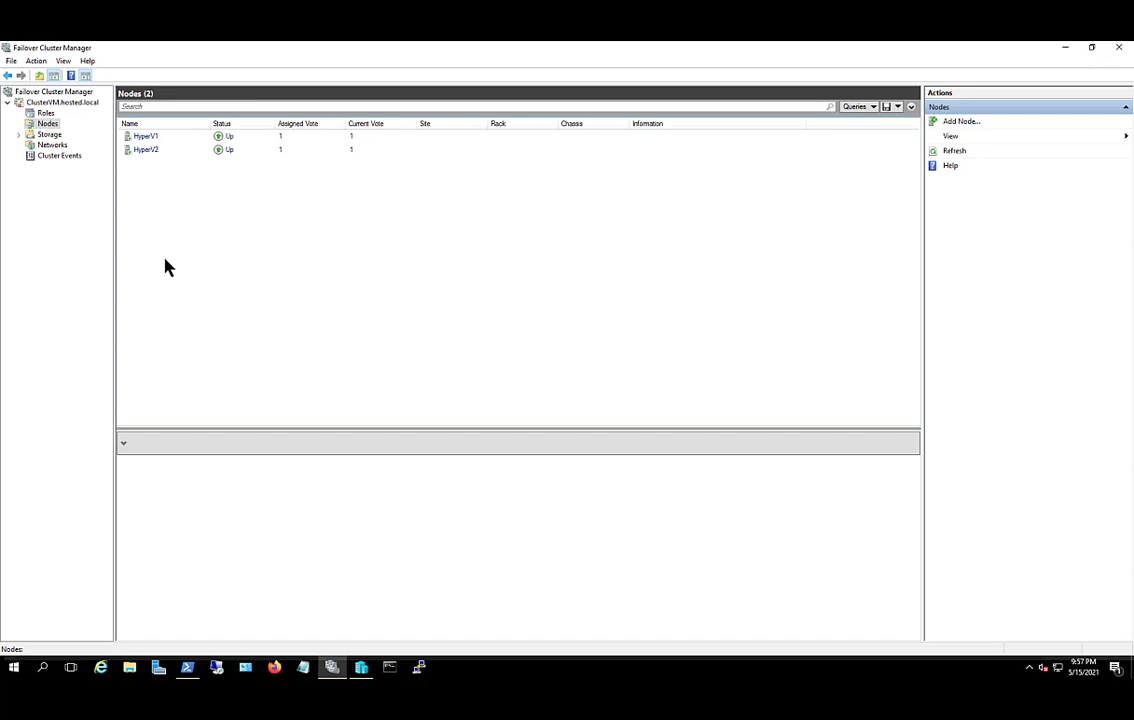 Failover Cluster Manager
File Action View Help
Failover Cluster Manager
ClusterVM.hosted.local
Roles
Nodes
Storage
Networks
Cluster Events
Nodes (2)
Search
Queries
Name Status Assigned Vote Current Vote Site Rack Chassis Information
HyperV1 Up 1 1
HyperV2 Up 1 1
Actions
Nodes
Add Node...
View
Refresh
Help
Nodes:
9:57 PM
5/15/2021